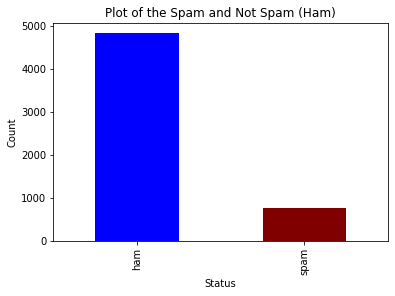 Plot of the Spam and Not Spam (Ham)
5000
4000
3000
2000
1000
0
Count
ham
spam
Status